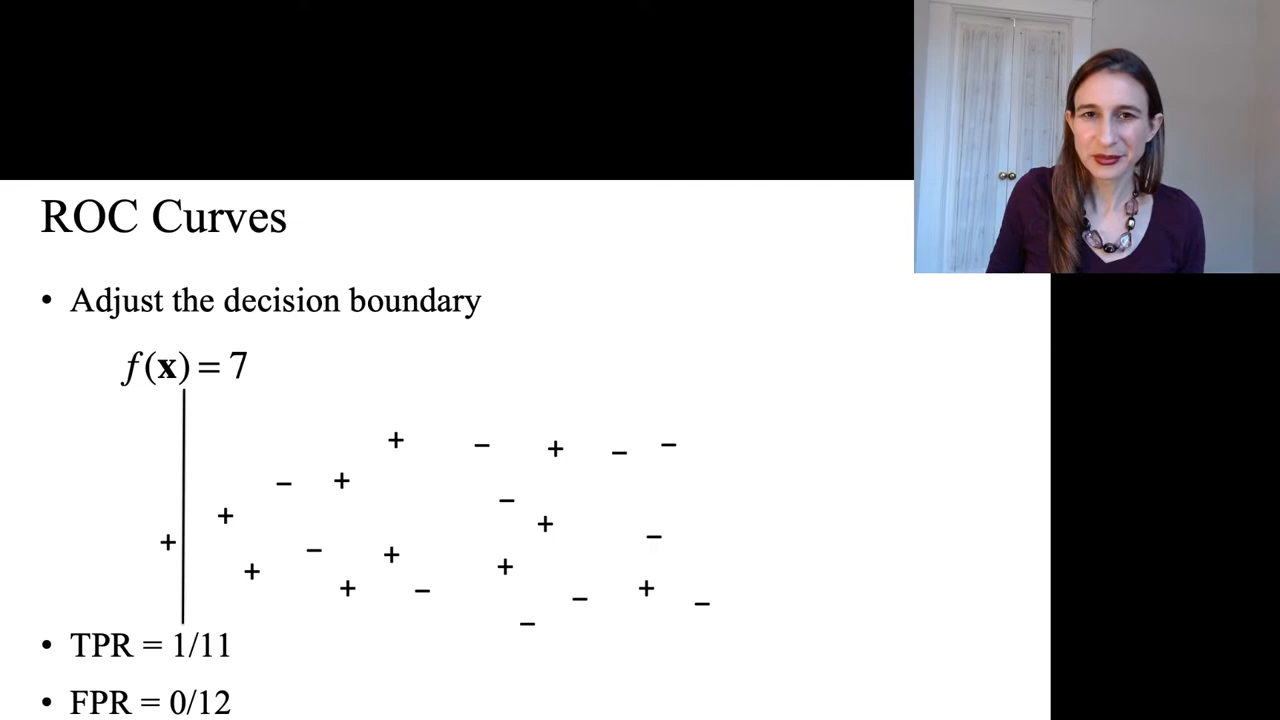 ROC Curves
• Adjust the decision boundary
f(x) = 7
• TPR = 1/11
• FPR = 0/12